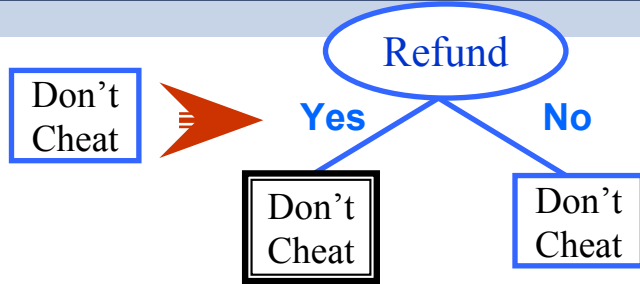 Refund
Don’t
Cheat
Yes
No
Don’t
Cheat
Don’t
Cheat